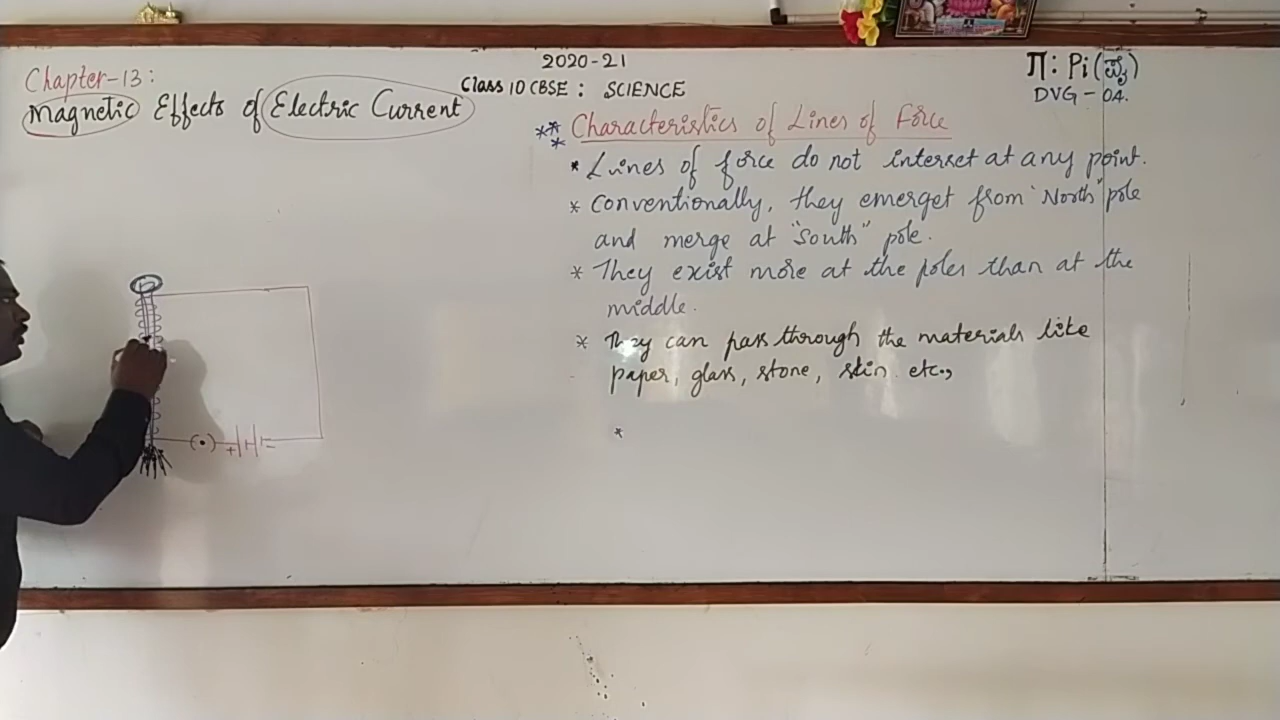 2020-21
Chapter-13:
Class 10 CBSE : SCIENCE
Magnetic Effects of Electric Current
Π: Pi
DVG - 04.
** Characteristics of Lines of Force
*
* Lines of force do not interset at any point.
* Conventionally, they emerget from "North" pole
and merge at "South" pole.
* They exist more at the poles than at the
middle.
* They can pass through the materials like
paper, glass, stone, skin etc.,
*
(•) +